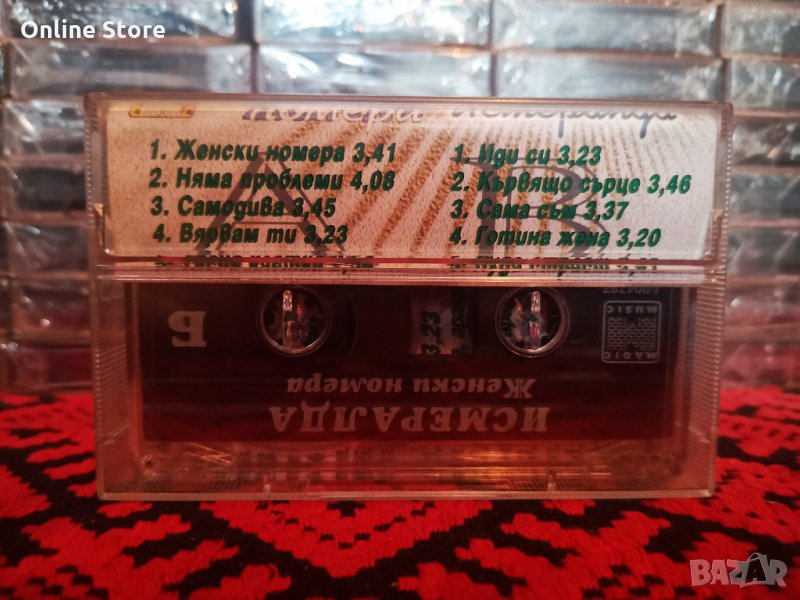 Online Store
1. Женски номера 3,41
2. Няма проблеми 4,08
3. Самодива 3,45
4. Вярвам ти 3,23
1. Иди си 3,23
2. Кървящо сърце 3,46
3. Сама съм 3,37
4. Готина жена 3,20
Б
3,23
MAGIC
MUSIC
Женски номера
ИСМЕРАЛДА
BAZAR